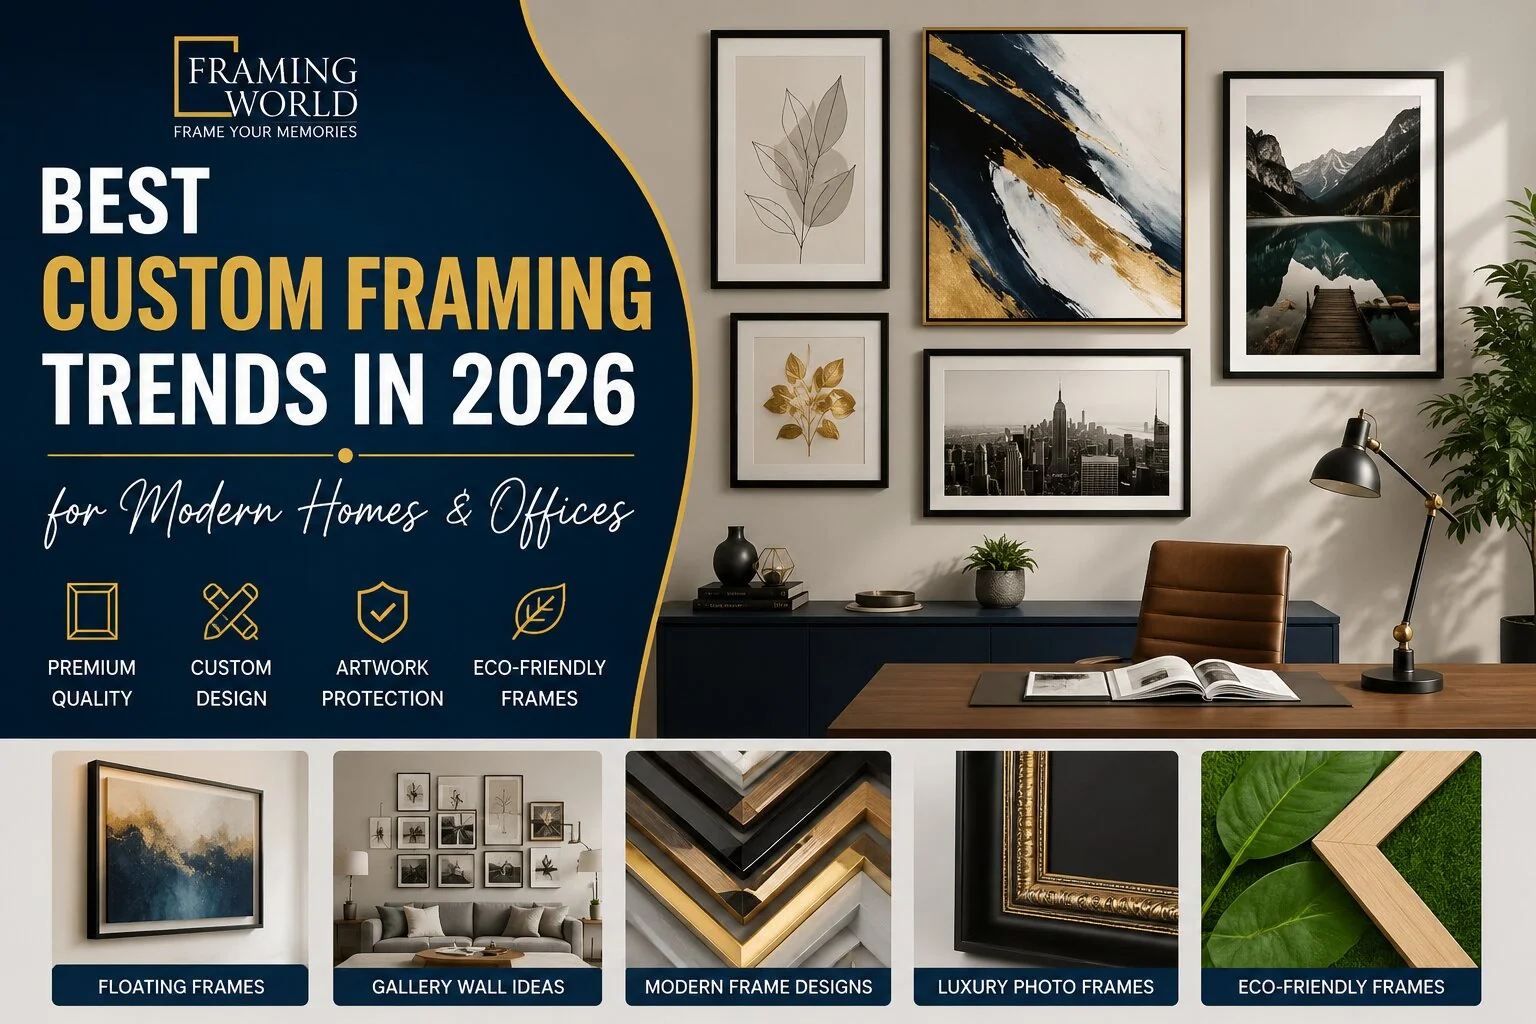 FRAMING
WORLD
FRAME YOUR MEMORIES
BEST
CUSTOM FRAMING
TRENDS IN 2026
for Modern Homes & Offices
PREMIUM
QUALITY
CUSTOM
DESIGN
ARTWORK
PROTECTION
ECO-FRIENDLY
FRAMES
FLOATING FRAMES
GALLERY WALL IDEAS
MODERN FRAME DESIGNS
LUXURY PHOTO FRAMES
ECO-FRIENDLY FRAMES